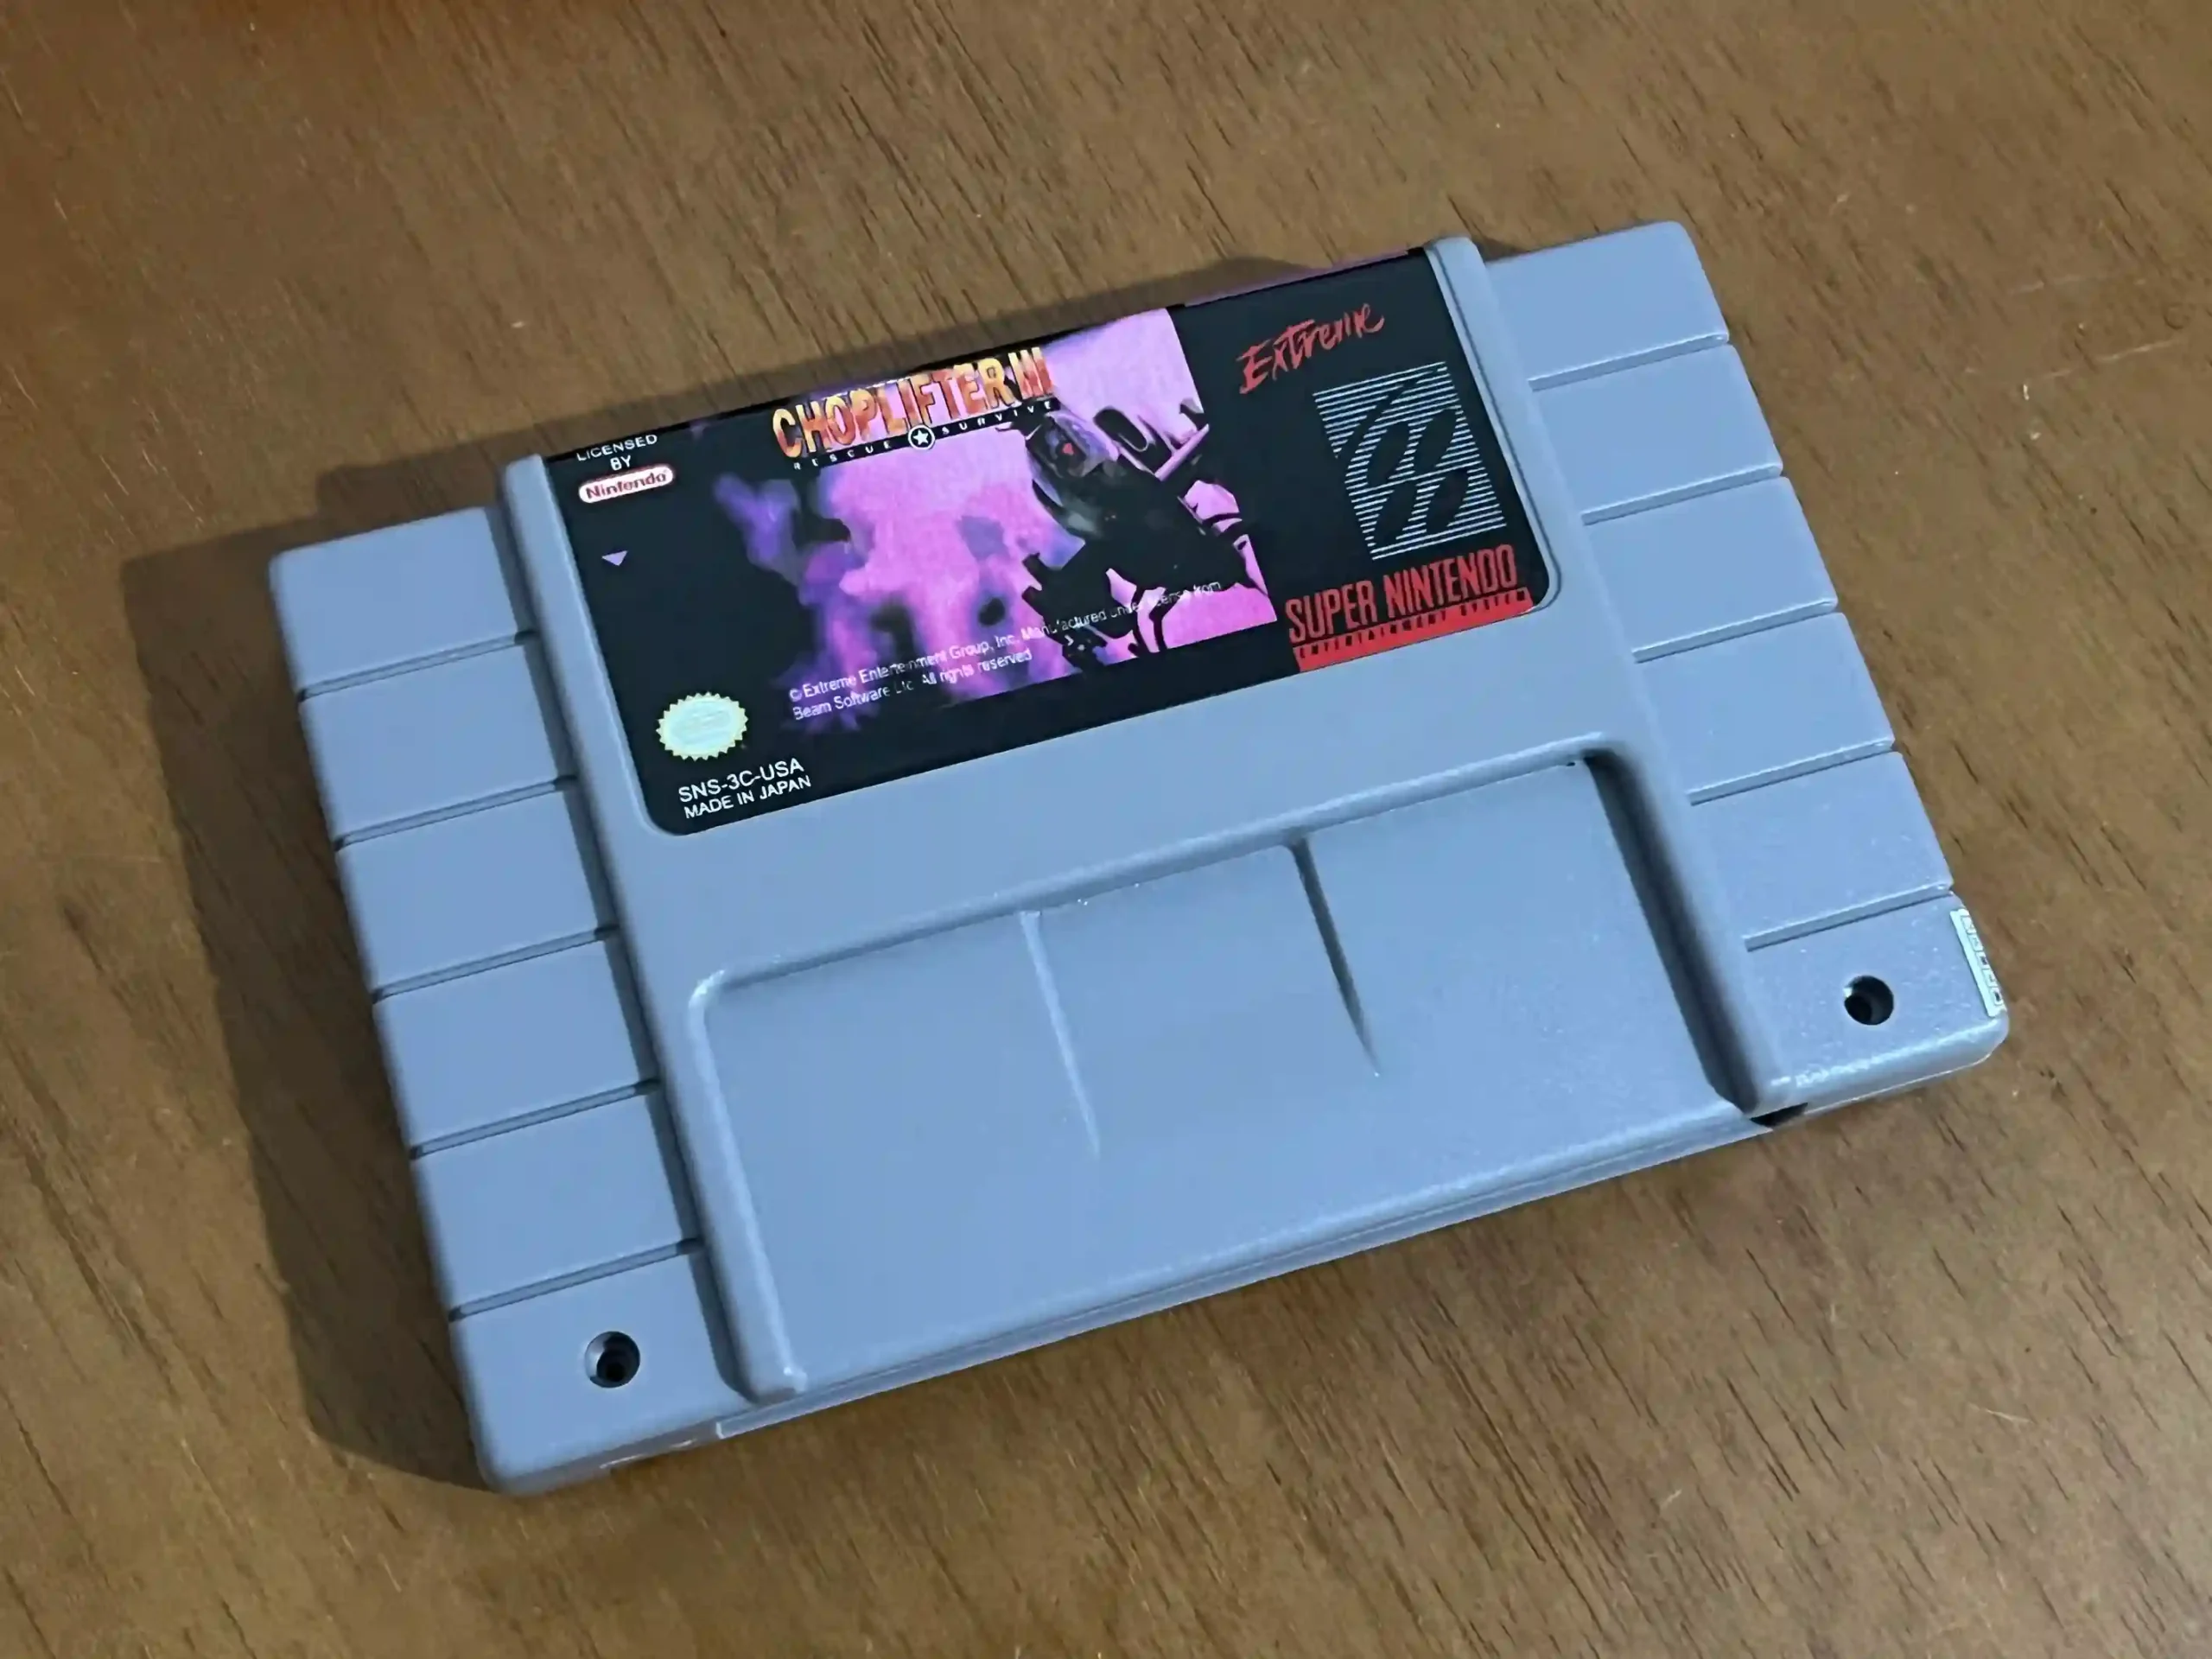 LICENSED
BY
Nintendo
CHOPLIFTER III
RESCUE SURVIVE
Extreme
SUPER NINTENDO
ENTERTAINMENT SYSTEM
© Extreme Entertainment Group, Inc. Manufactured under license from
Beam Software Ltd. All rights reserved
SNS-3C-USA
MADE IN JAPAN